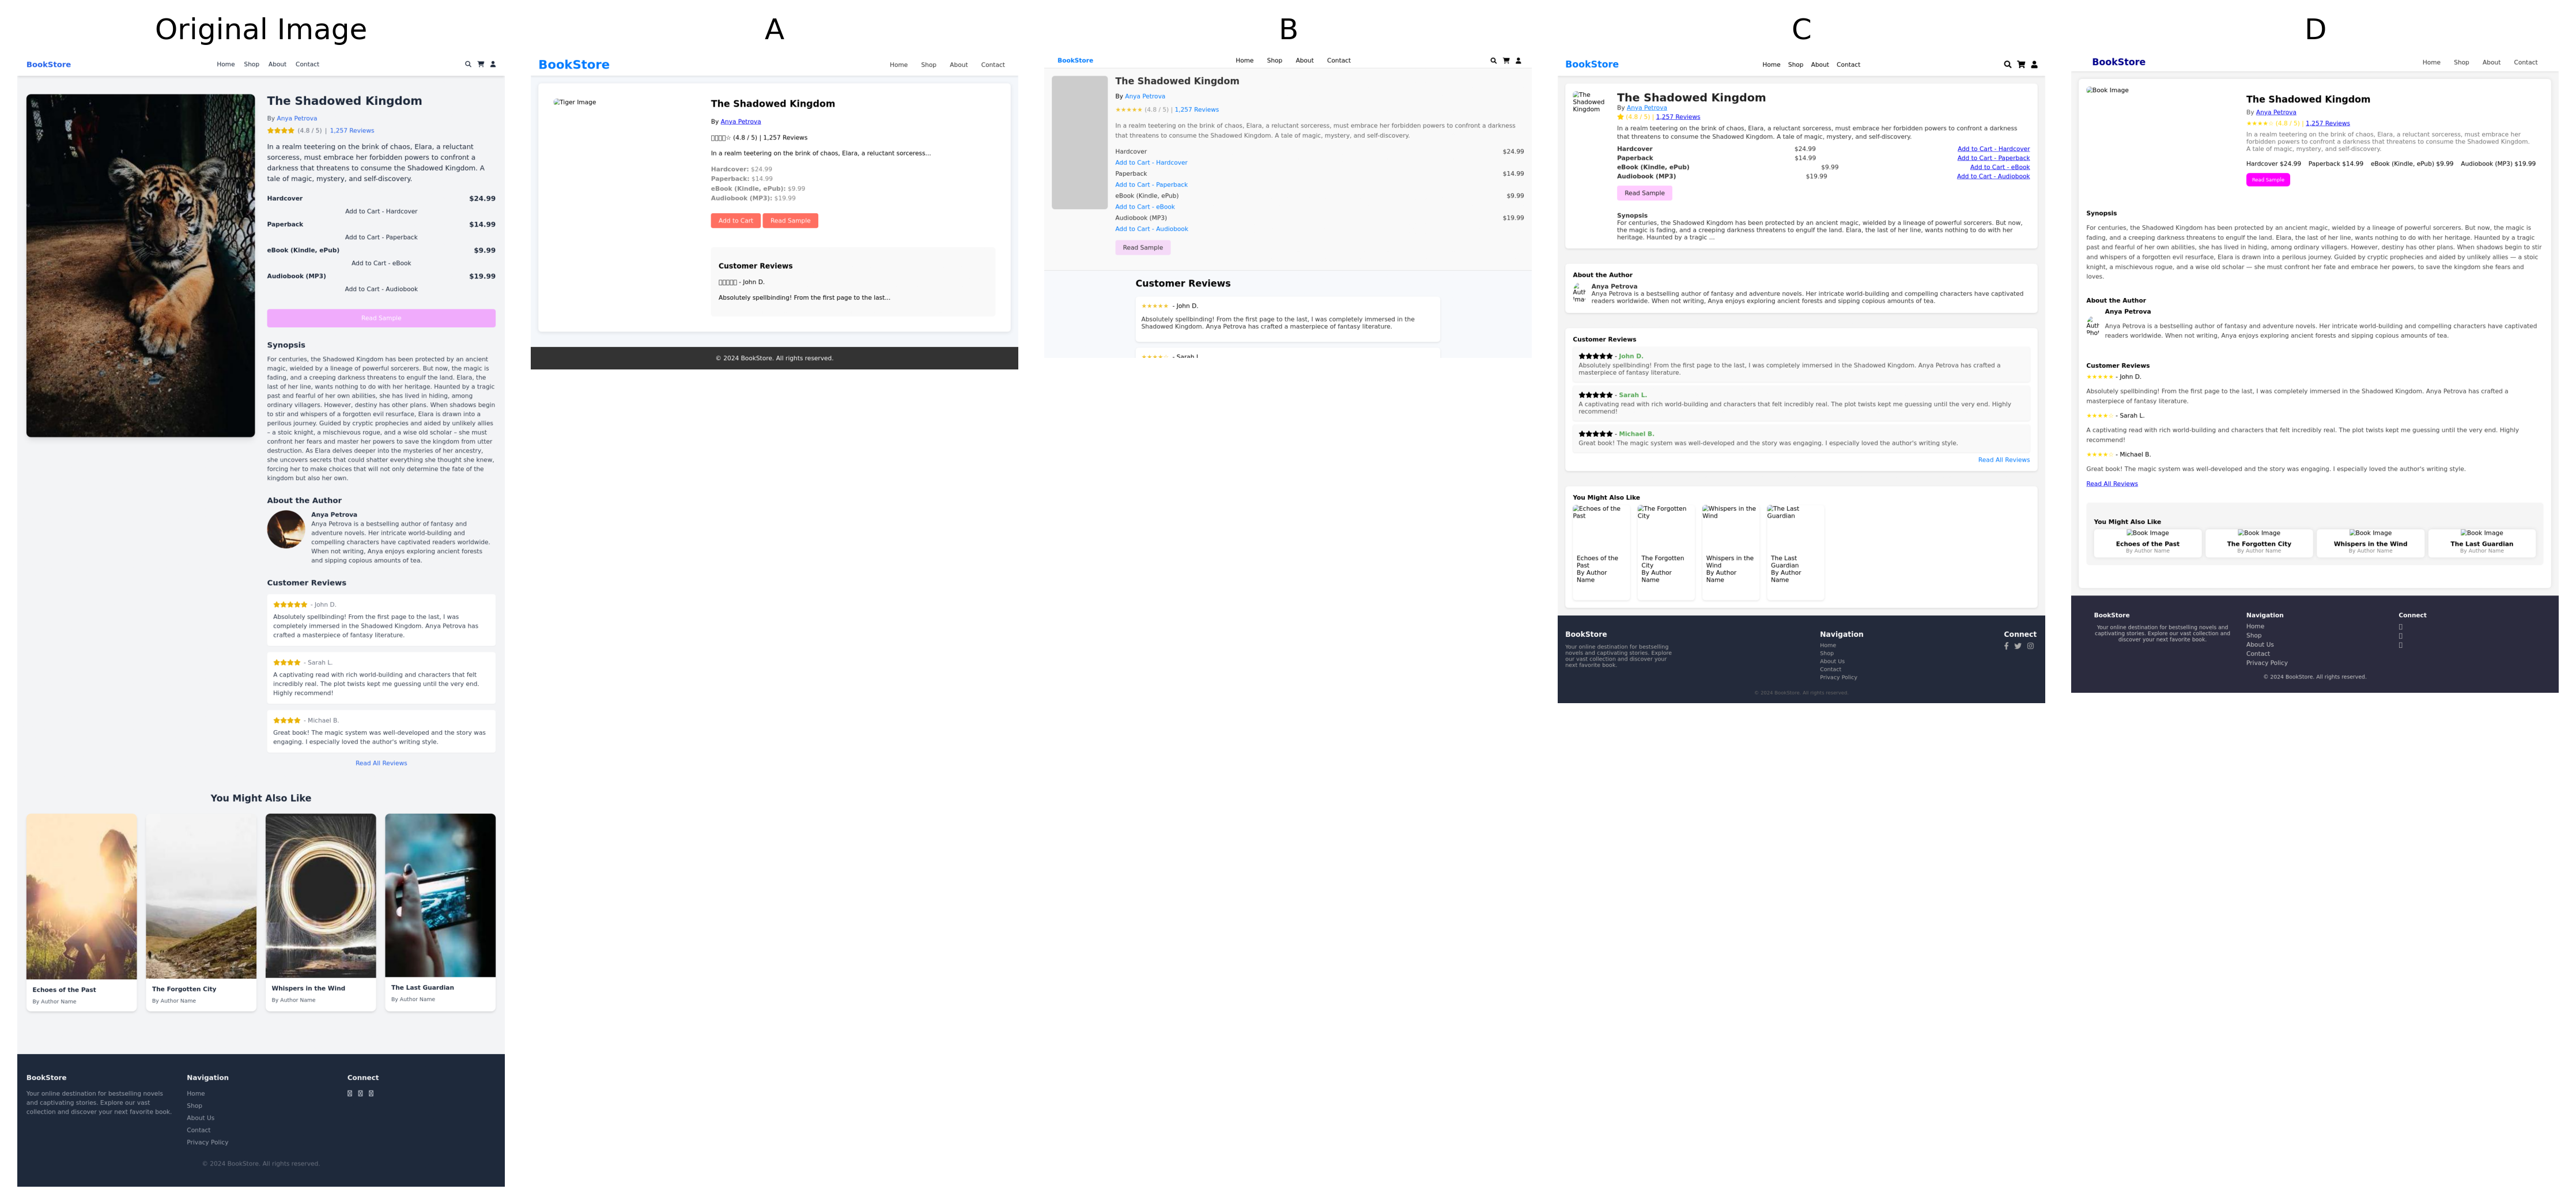 Original Image
BookStore
Home Shop About Contact
The Shadowed Kingdom
By Anya Petrova
(4.8 / 5) | 1,257 Reviews
In a realm teetering on the brink of chaos, Elara, a reluctant
sorceress, must embrace her forbidden powers to confront a
darkness that threatens to consume the Shadowed Kingdom. A
tale of magic, mystery, and self-discovery.
Hardcover $24.99
Add to Cart - Hardcover
Paperback $14.99
Add to Cart - Paperback
eBook (Kindle, ePub) $9.99
Add to Cart - eBook
Audiobook (MP3) $19.99
Add to Cart - Audiobook
Read Sample
Synopsis
For centuries, the Shadowed Kingdom has been protected by an ancient
magic, wielded by a lineage of powerful sorcerers. But now, the magic is
fading, and a creeping darkness threatens to engulf the land. Elara, the
last of her line, wants nothing to do with her heritage. Haunted by a tragic
past and fearful of her own abilities, she has lived in hiding, among
ordinary villagers. However, destiny has other plans. When shadows begin
to stir and whispers of a forgotten evil resurface, Elara is drawn into a
perilous journey. Guided by cryptic prophecies and aided by unlikely allies
– a stoic knight, a mischievous rogue, and a wise old scholar – she must
confront her fears and master her powers to save the kingdom from utter
destruction. As Elara delves deeper into the mysteries of her ancestry,
she uncovers secrets that could shatter everything she thought she knew,
forcing her to make choices that will not only determine the fate of the
kingdom but also her own.
About the Author
Anya Petrova
Anya Petrova is a bestselling author of fantasy and
adventure novels. Her intricate world-building and
compelling characters have captivated readers worldwide.
When not writing, Anya enjoys exploring ancient forests
and sipping copious amounts of tea.
Customer Reviews
- John D.
Absolutely spellbinding! From the first page to the last, I was
completely immersed in the Shadowed Kingdom. Anya Petrova has
crafted a masterpiece of fantasy literature.
- Sarah L.
A captivating read with rich world-building and characters that felt
incredibly real. The plot twists kept me guessing until the very end.
Highly recommend!
- Michael B.
Great book! The magic system was well-developed and the story was
engaging. I especially loved the author's writing style.
Read All Reviews
You Might Also Like
Echoes of the Past
By Author Name
The Forgotten City
By Author Name
Whispers in the Wind
By Author Name
The Last Guardian
By Author Name
BookStore
Your online destination for bestselling novels
and captivating stories. Explore our vast
collection and discover your next favorite book.
Navigation
Home
Shop
About Us
Contact
Privacy Policy
Connect
© 2024 BookStore. All rights reserved.
A
BookStore
Home Shop About Contact
Tiger Image
The Shadowed Kingdom
By Anya Petrova
☆ (4.8 / 5) | 1,257 Reviews
In a realm teetering on the brink of chaos, Elara, a reluctant sorceress...
Hardcover: $24.99
Paperback: $14.99
eBook (Kindle, ePub): $9.99
Audiobook (MP3): $19.99
Add to Cart Read Sample
Customer Reviews
- John D.
Absolutely spellbinding! From the first page to the last...
© 2024 BookStore. All rights reserved.
B
BookStore
Home Shop About Contact
The Shadowed Kingdom
By Anya Petrova
★★★★★ (4.8 / 5) | 1,257 Reviews
In a realm teetering on the brink of chaos, Elara, a reluctant sorceress, must embrace her forbidden powers to confront a darkness
that threatens to consume the Shadowed Kingdom. A tale of magic, mystery, and self-discovery.
Hardcover $24.99
Add to Cart - Hardcover
Paperback $14.99
Add to Cart - Paperback
eBook (Kindle, ePub) $9.99
Add to Cart - eBook
Audiobook (MP3) $19.99
Add to Cart - Audiobook
Read Sample
Customer Reviews
★★★★★ - John D.
Absolutely spellbinding! From the first page to the last, I was completely immersed in the
Shadowed Kingdom. Anya Petrova has crafted a masterpiece of fantasy literature.
★★★★☆ - Sarah L.
C
BookStore
Home Shop About Contact
The Shadowed Kingdom
The Shadowed Kingdom
By Anya Petrova
(4.8 / 5) | 1,257 Reviews
In a realm teetering on the brink of chaos, Elara, a reluctant sorceress, must embrace her forbidden powers to confront a darkness
that threatens to consume the Shadowed Kingdom. A tale of magic, mystery, and self-discovery.
Hardcover $24.99 Add to Cart - Hardcover
Paperback $14.99 Add to Cart - Paperback
eBook (Kindle, ePub) $9.99 Add to Cart - eBook
Audiobook (MP3) $19.99 Add to Cart - Audiobook
Read Sample
Synopsis
For centuries, the Shadowed Kingdom has been protected by an ancient magic, wielded by a lineage of powerful sorcerers. But now,
the magic is fading, and a creeping darkness threatens to engulf the land. Elara, the last of her line, wants nothing to do with her
heritage. Haunted by a tragic ...
About the Author
Anya Petrova
Anya Petrova is a bestselling author of fantasy and adventure novels. Her intricate world-building and compelling characters have captivated
readers worldwide. When not writing, Anya enjoys exploring ancient forests and sipping copious amounts of tea.
Customer Reviews
- John D.
Absolutely spellbinding! From the first page to the last, I was completely immersed in the Shadowed Kingdom. Anya Petrova has crafted a
masterpiece of fantasy literature.
- Sarah L.
A captivating read with rich world-building and characters that felt incredibly real. The plot twists kept me guessing until the very end. Highly
recommend!
- Michael B.
Great book! The magic system was well-developed and the story was engaging. I especially loved the author's writing style.
Read All Reviews
You Might Also Like
Echoes of the Past
Echoes of the Past
By Author Name
The Forgotten City
The Forgotten City
By Author Name
Whispers in the Wind
Whispers in the Wind
By Author Name
The Last Guardian
The Last Guardian
By Author Name
BookStore
Your online destination for bestselling
novels and captivating stories. Explore
our vast collection and discover your
next favorite book.
Navigation
Home
Shop
About Us
Contact
Privacy Policy
Connect
© 2024 BookStore. All rights reserved.
D
BookStore
Home Shop About Contact
Book Image
The Shadowed Kingdom
By Anya Petrova
★★★★☆ (4.8 / 5) | 1,257 Reviews
In a realm teetering on the brink of chaos, Elara, a reluctant sorceress, must embrace her
forbidden powers to confront a darkness that threatens to consume the Shadowed Kingdom.
A tale of magic, mystery, and self-discovery.
Hardcover $24.99 Paperback $14.99 eBook (Kindle, ePub) $9.99 Audiobook (MP3) $19.99
Read Sample
Synopsis
For centuries, the Shadowed Kingdom has been protected by an ancient magic, wielded by a lineage of powerful sorcerers. But now, the magic is
fading, and a creeping darkness threatens to engulf the land. Elara, the last of her line, wants nothing to do with her heritage. Haunted by a tragic
past and fearful of her own abilities, she has lived in hiding, among ordinary villagers. However, destiny has other plans. When shadows begin to stir
and whispers of a forgotten evil resurface, Elara is drawn into a perilous journey. Guided by cryptic prophecies and aided by unlikely allies — a stoic
knight, a mischievous rogue, and a wise old scholar — she must confront her fate and embrace her powers, to save the kingdom she fears and
loves.
About the Author
Anya Petrova
Anya Petrova is a bestselling author of fantasy and adventure novels. Her intricate world-building and compelling characters have captivated
readers worldwide. When not writing, Anya enjoys exploring ancient forests and sipping copious amounts of tea.
Customer Reviews
★★★★★ - John D.
Absolutely spellbinding! From the first page to the last, I was completely immersed in the Shadowed Kingdom. Anya Petrova has crafted a
masterpiece of fantasy literature.
★★★★☆ - Sarah L.
A captivating read with rich world-building and characters that felt incredibly real. The plot twists kept me guessing until the very end. Highly
recommend!
★★★★☆ - Michael B.
Great book! The magic system was well-developed and the story was engaging. I especially loved the author's writing style.
Read All Reviews
You Might Also Like
Book Image
Echoes of the Past
By Author Name
Book Image
The Forgotten City
By Author Name
Book Image
Whispers in the Wind
By Author Name
Book Image
The Last Guardian
By Author Name
BookStore
Your online destination for bestselling novels and
captivating stories. Explore our vast collection and
discover your next favorite book.
Navigation
Home
Shop
About Us
Contact
Privacy Policy
Connect
© 2024 BookStore. All rights reserved.